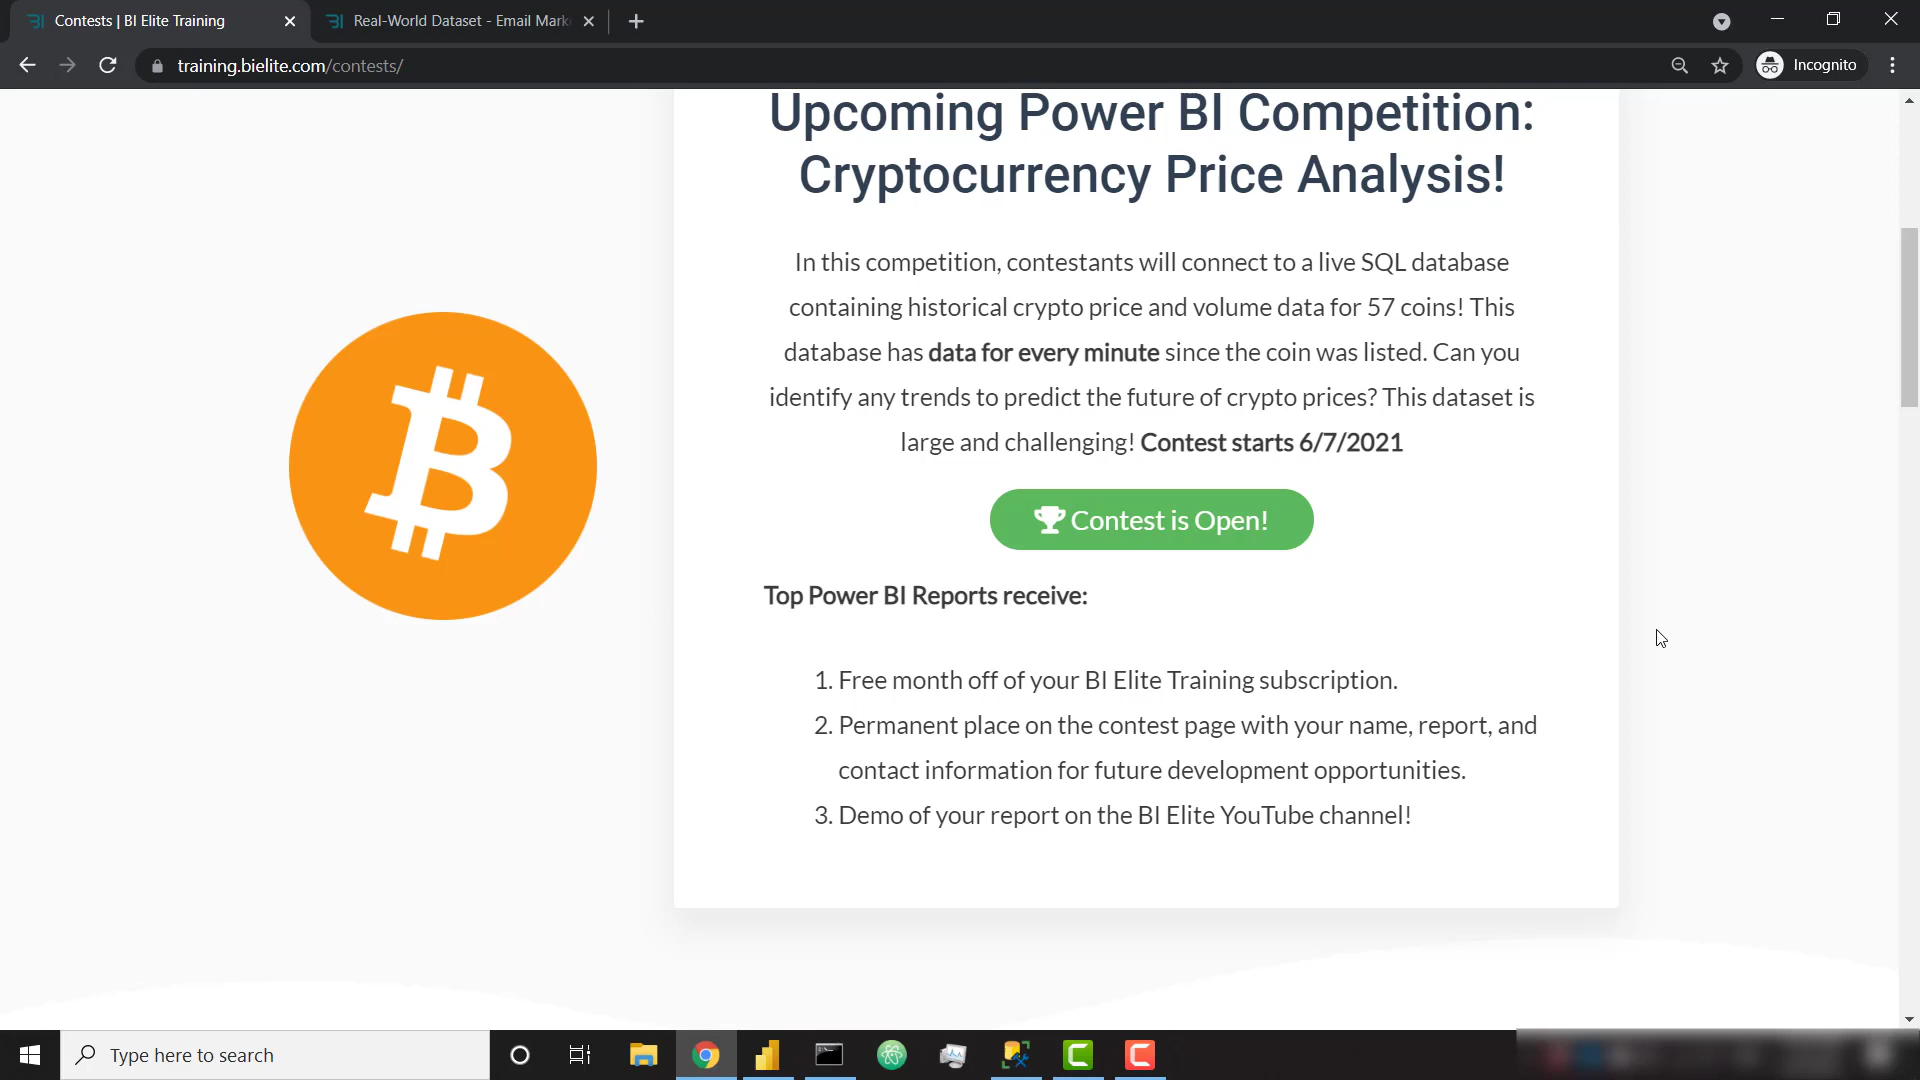 Contests | BI Elite Training
Real-World Dataset - Email Mark
training.bielite.com/contests/
Incognito
Upcoming Power BI Competition:
Cryptocurrency Price Analysis!
In this competition, contestants will connect to a live SQL database
containing historical crypto price and volume data for 57 coins! This
database has data for every minute since the coin was listed. Can you
identify any trends to predict the future of crypto prices? This dataset is
large and challenging! Contest starts 6/7/2021
Contest is Open!
Top Power BI Reports receive:
1. Free month off of your BI Elite Training subscription.
2. Permanent place on the contest page with your name, report, and
contact information for future development opportunities.
3. Demo of your report on the BI Elite YouTube channel!
Type here to search